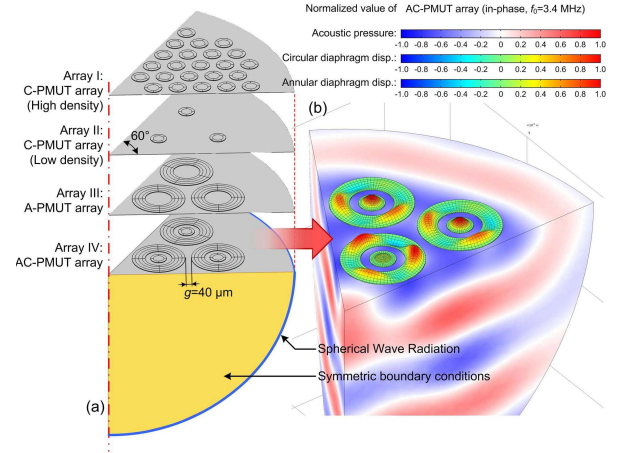 Normalized value of AC-PMUT array (in-phase, f₀=3.4 MHz)
Acoustic pressure:
-1.0 -0.8 -0.6 -0.4 -0.2 0 0.2 0.4 0.6 0.8 1.0
Circular diaphragm disp.:
-1.0 -0.8 -0.6 -0.4 -0.2 0 0.2 0.4 0.6 0.8 1.0
Annular diaphragm disp.:
-1.0 -0.8 -0.6 -0.4 -0.2 0 0.2 0.4 0.6 0.8 1.0
Array I:
C-PMUT array
(High density)
Array II:
C-PMUT array
(Low density)
60°
Array III:
A-PMUT array
Array IV:
AC-PMUT array
g=40 µm
Spherical Wave Radiation
Symmetric boundary conditions
(a)
(b)